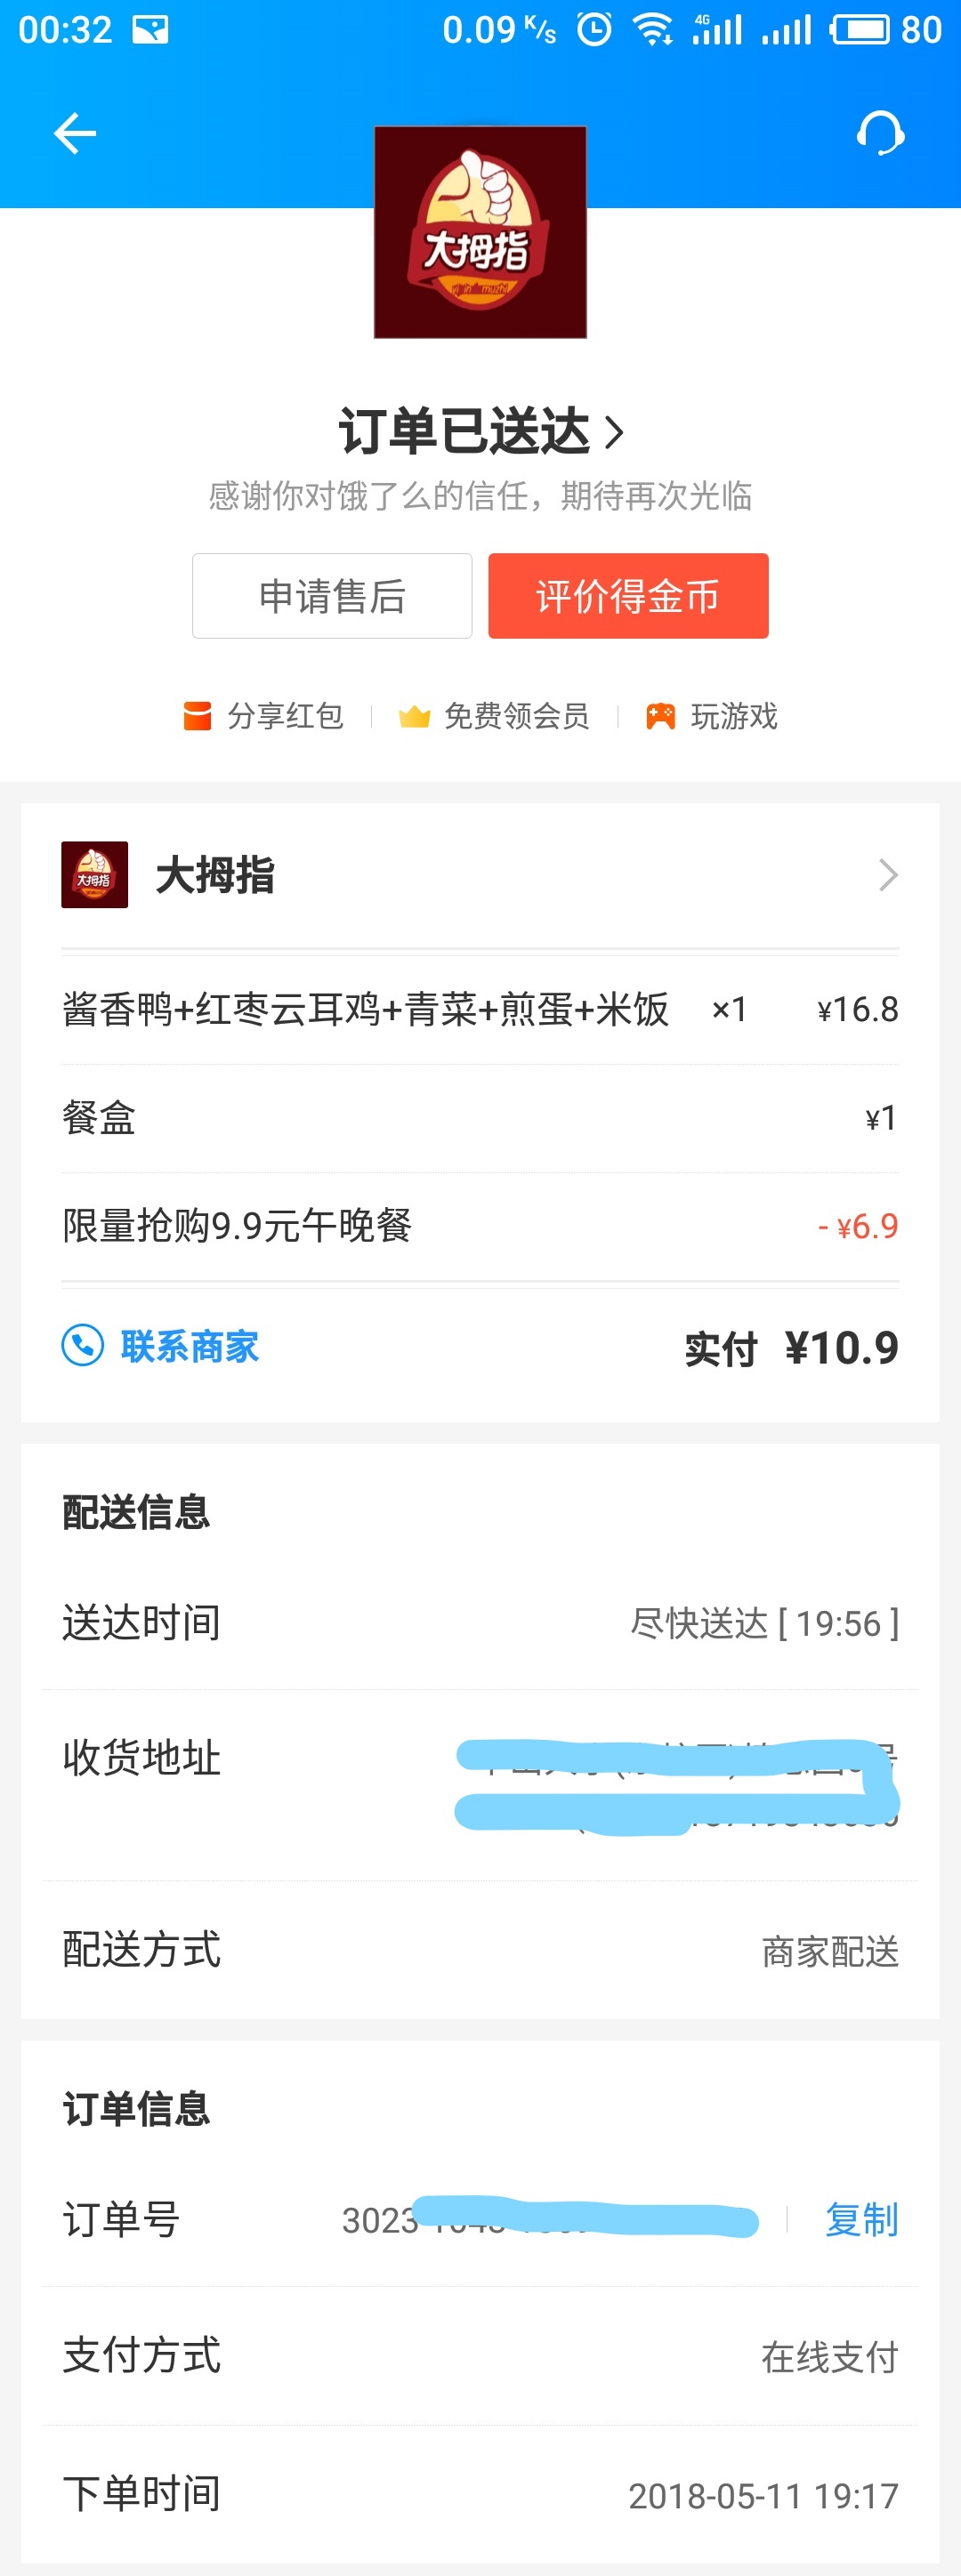 00:32
0.09 K/s 4G 80
大拇指
订单已送达
感谢你对饿了么的信任，期待再次光临
申请售后 评价得金币
分享红包 免费领会员 玩游戏
大拇指 大拇指
酱香鸭+红枣云耳鸡+青菜+煎蛋+米饭 ×1 ¥16.8
餐盒 ¥1
限量抢购9.9元午晚餐 - ¥6.9
联系商家 实付 ¥10.9
配送信息
送达时间 尽快送达 [ 19:56 ]
收货地址
配送方式 商家配送
订单信息
订单号 3023 复制
支付方式 在线支付
下单时间 2018-05-11 19:17